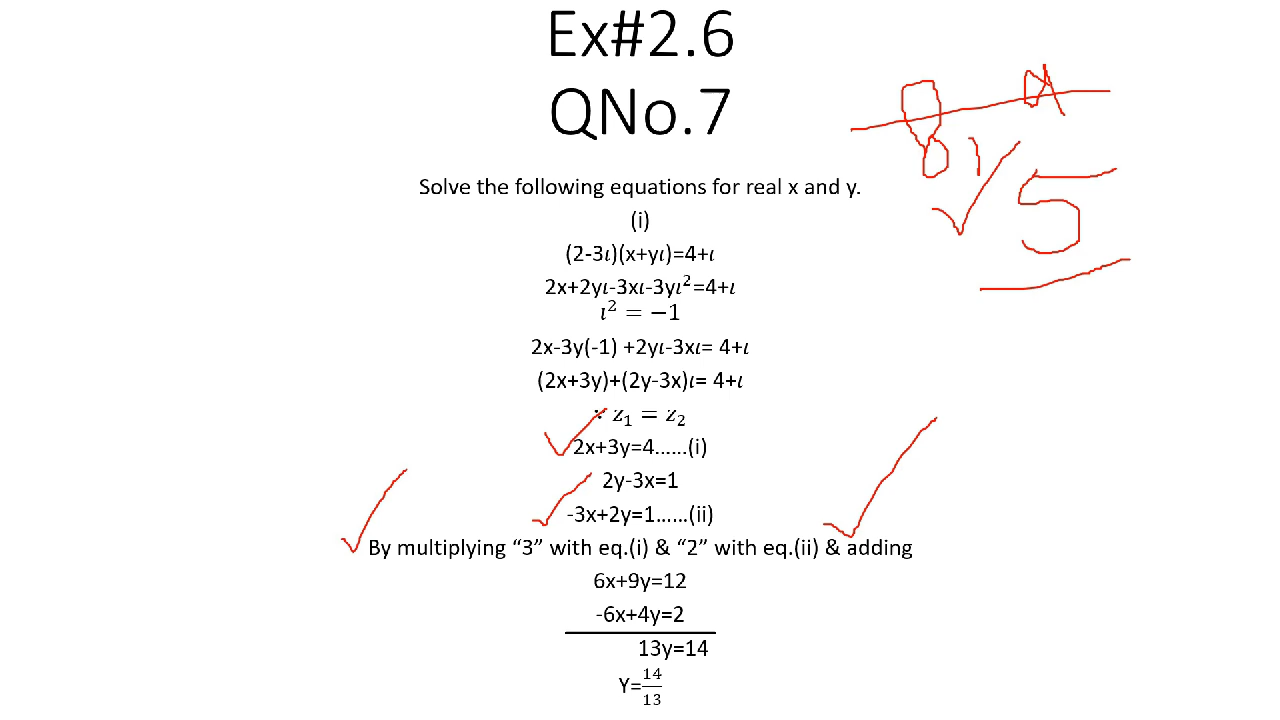 Ex#2.6
QNo.7
Solve the following equations for real x and y.
(i)
(2-3ι)(x+yι)=4+ι
2x+2yι-3xι-3yι²=4+ι
ι² = −1
2x-3y(-1) +2yι-3xι= 4+ι
(2x+3y)+(2y-3x)ι= 4+ι
∵ z₁ = z₂
2x+3y=4......(i)
2y-3x=1
-3x+2y=1......(ii)
By multiplying “3” with eq.(i) & “2” with eq.(ii) & adding
6x+9y=12
-6x+4y=2
13y=14
Y=14/13
5